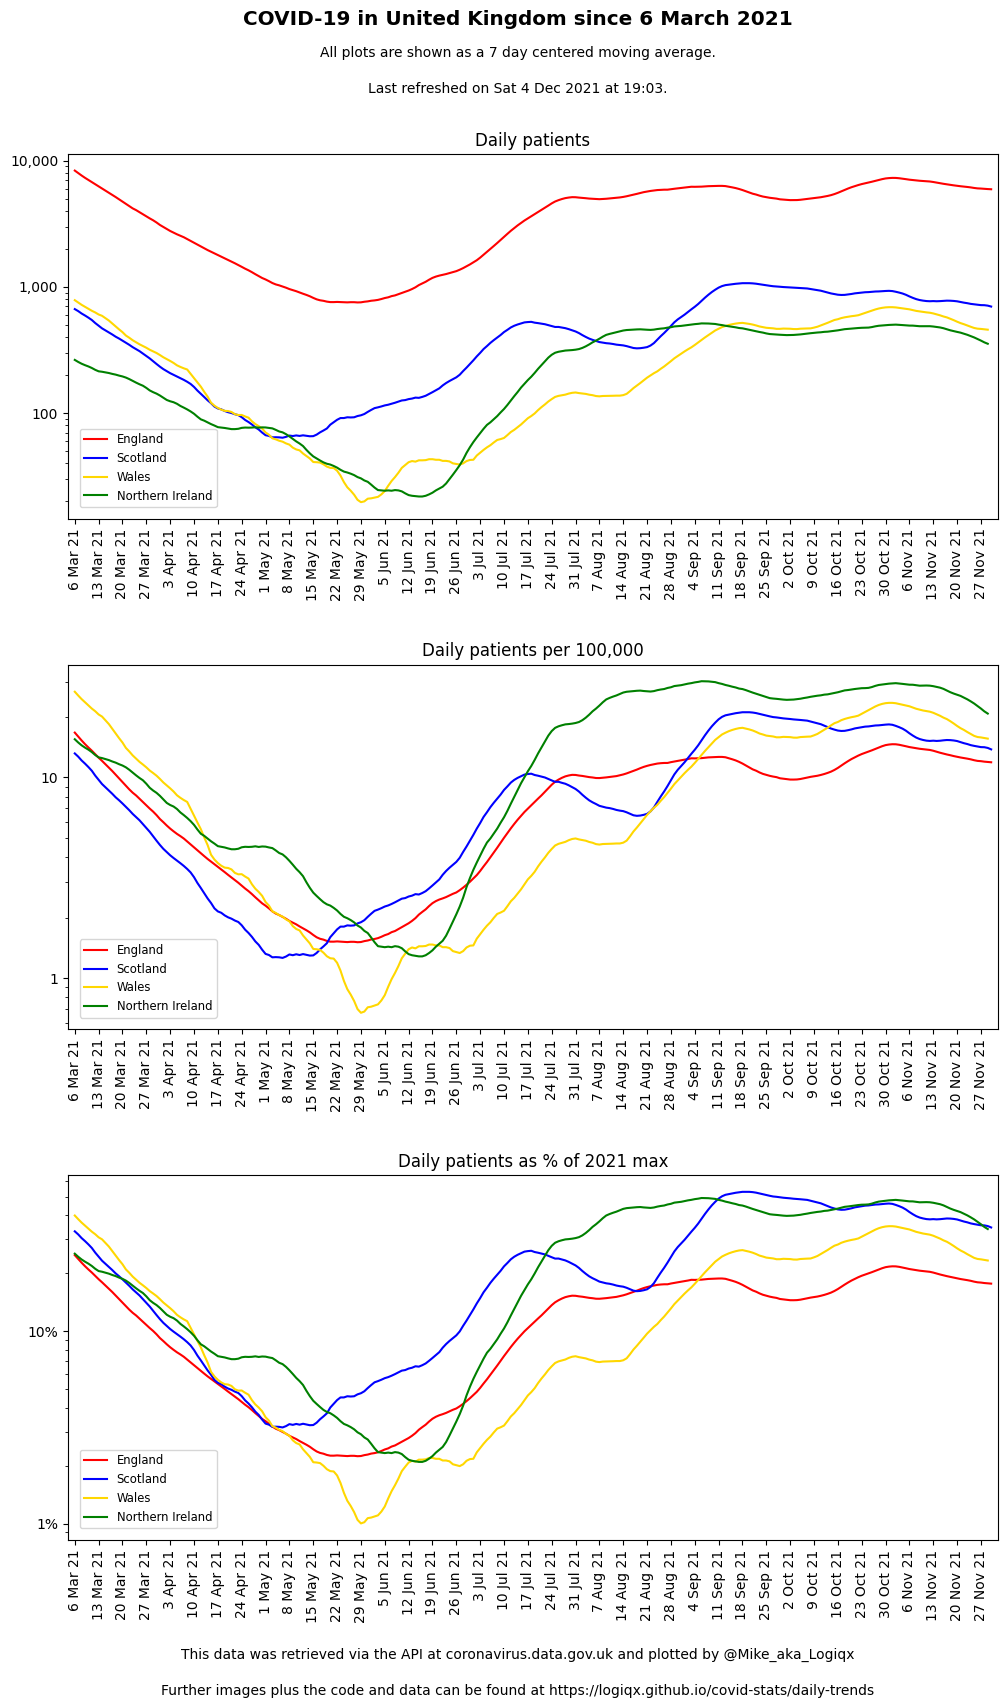 COVID-19 in United Kingdom since 6 March 2021
All plots are shown as a 7 day centered moving average.
Last refreshed on Sat 4 Dec 2021 at 19:03.
Daily patients
10,000
1,000
100
England
Scotland
Wales
Northern Ireland
6 Mar 21
13 Mar 21
20 Mar 21
27 Mar 21
3 Apr 21
10 Apr 21
17 Apr 21
24 Apr 21
1 May 21
8 May 21
15 May 21
22 May 21
29 May 21
5 Jun 21
12 Jun 21
19 Jun 21
26 Jun 21
3 Jul 21
10 Jul 21
17 Jul 21
24 Jul 21
31 Jul 21
7 Aug 21
14 Aug 21
21 Aug 21
28 Aug 21
4 Sep 21
11 Sep 21
18 Sep 21
25 Sep 21
2 Oct 21
9 Oct 21
16 Oct 21
23 Oct 21
30 Oct 21
6 Nov 21
13 Nov 21
20 Nov 21
27 Nov 21
Daily patients per 100,000
10
1
England
Scotland
Wales
Northern Ireland
6 Mar 21
13 Mar 21
20 Mar 21
27 Mar 21
3 Apr 21
10 Apr 21
17 Apr 21
24 Apr 21
1 May 21
8 May 21
15 May 21
22 May 21
29 May 21
5 Jun 21
12 Jun 21
19 Jun 21
26 Jun 21
3 Jul 21
10 Jul 21
17 Jul 21
24 Jul 21
31 Jul 21
7 Aug 21
14 Aug 21
21 Aug 21
28 Aug 21
4 Sep 21
11 Sep 21
18 Sep 21
25 Sep 21
2 Oct 21
9 Oct 21
16 Oct 21
23 Oct 21
30 Oct 21
6 Nov 21
13 Nov 21
20 Nov 21
27 Nov 21
Daily patients as % of 2021 max
10%
1%
England
Scotland
Wales
Northern Ireland
6 Mar 21
13 Mar 21
20 Mar 21
27 Mar 21
3 Apr 21
10 Apr 21
17 Apr 21
24 Apr 21
1 May 21
8 May 21
15 May 21
22 May 21
29 May 21
5 Jun 21
12 Jun 21
19 Jun 21
26 Jun 21
3 Jul 21
10 Jul 21
17 Jul 21
24 Jul 21
31 Jul 21
7 Aug 21
14 Aug 21
21 Aug 21
28 Aug 21
4 Sep 21
11 Sep 21
18 Sep 21
25 Sep 21
2 Oct 21
9 Oct 21
16 Oct 21
23 Oct 21
30 Oct 21
6 Nov 21
13 Nov 21
20 Nov 21
27 Nov 21
This data was retrieved via the API at coronavirus.data.gov.uk and plotted by @Mike_aka_Logiqx
Further images plus the code and data can be found at https://logiqx.github.io/covid-stats/daily-trends